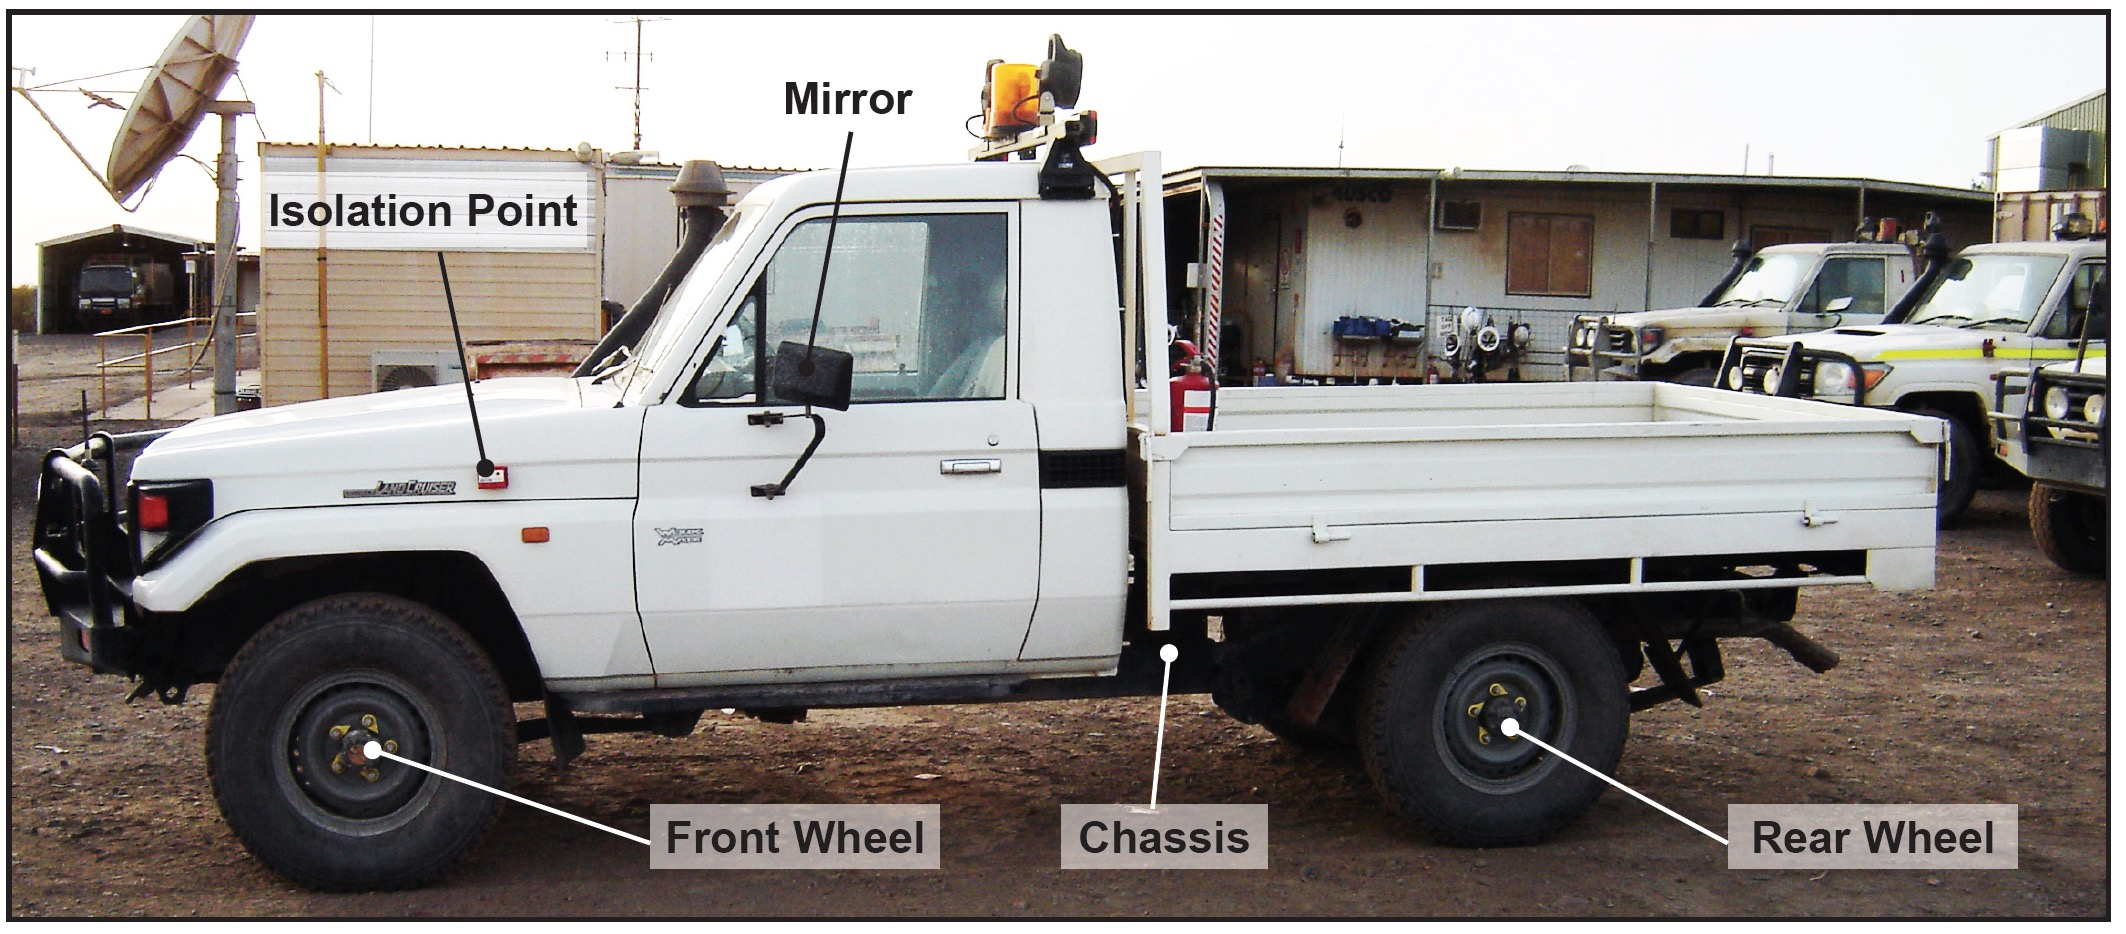 Mirror
Isolation Point
LAND CRUISER
Front Wheel
Chassis
Rear Wheel